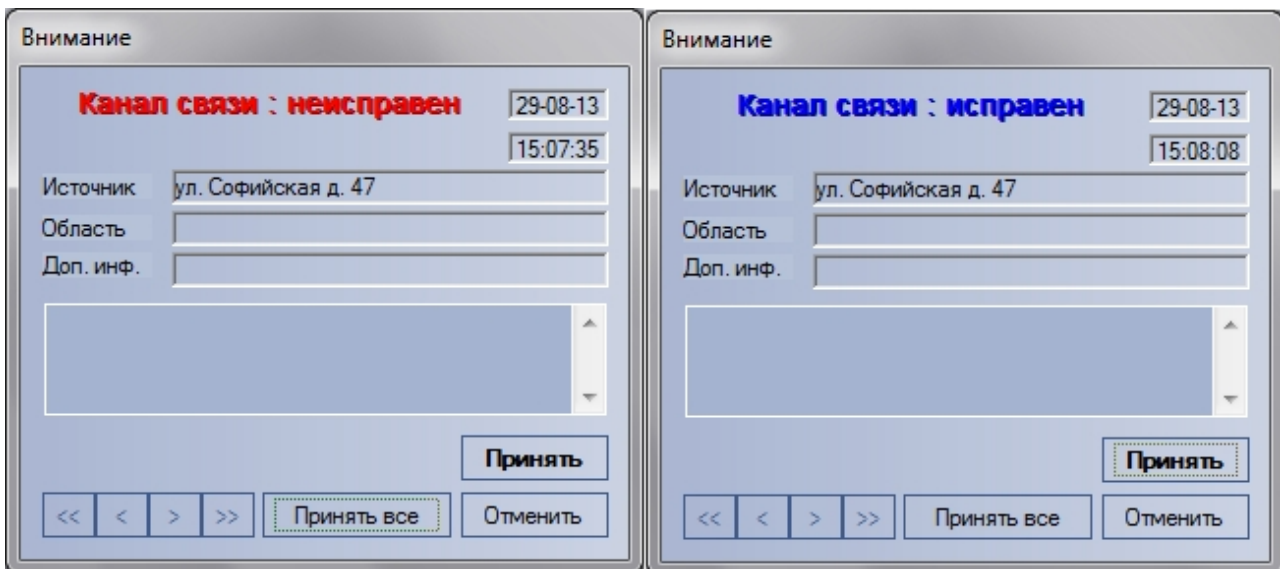 Внимание
Канал связи : неисправен
29-08-13
15:07:35
Источник
ул. Софийская д. 47
Область
Доп. инф.
Принять
<<
<
>
>>
Принять все
Отменить
Внимание
Канал связи : исправен
29-08-13
15:08:08
Источник
ул. Софийская д. 47
Область
Доп. инф.
Принять
<<
<
>
>>
Принять все
Отменить